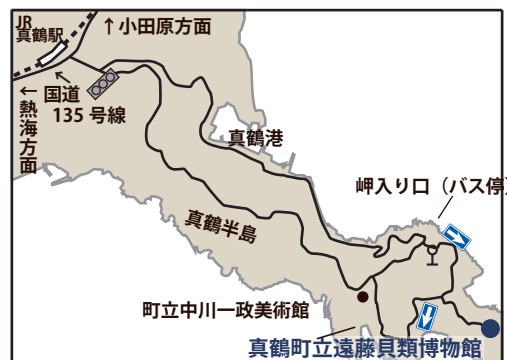 JR
真鶴駅
↑小田原方面
国道
135 号線
←熱海方面
真鶴港
岬入り口（バス停）
真鶴半島
町立中川一政美術館
真鶴町立遠藤貝類博物館